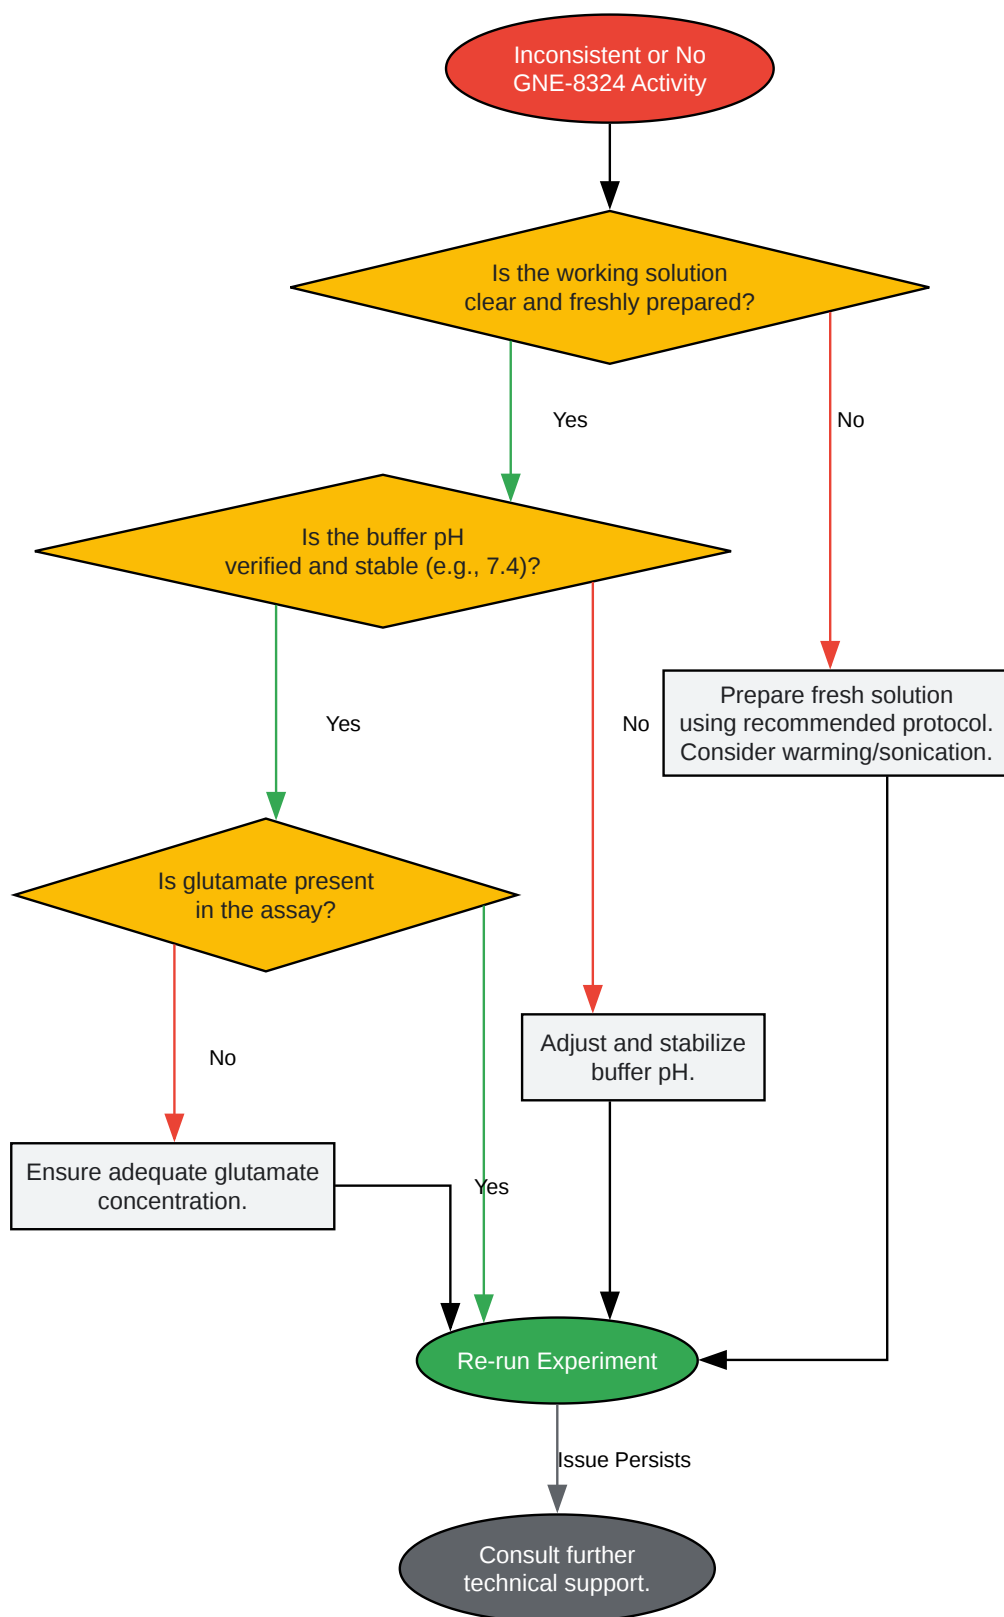 Inconsistent or No
GNE-8324 Activity
Is the working solution
clear and freshly prepared?
Yes
No
Is the buffer pH
verified and stable (e.g., 7.4)?
Yes
No
Prepare fresh solution
using recommended protocol.
Consider warming/sonication.
Is glutamate present
in the assay?
No
Adjust and stabilize
buffer pH.
Ensure adequate glutamate
concentration.
Yes
Re-run Experiment
Issue Persists
Consult further
technical support.